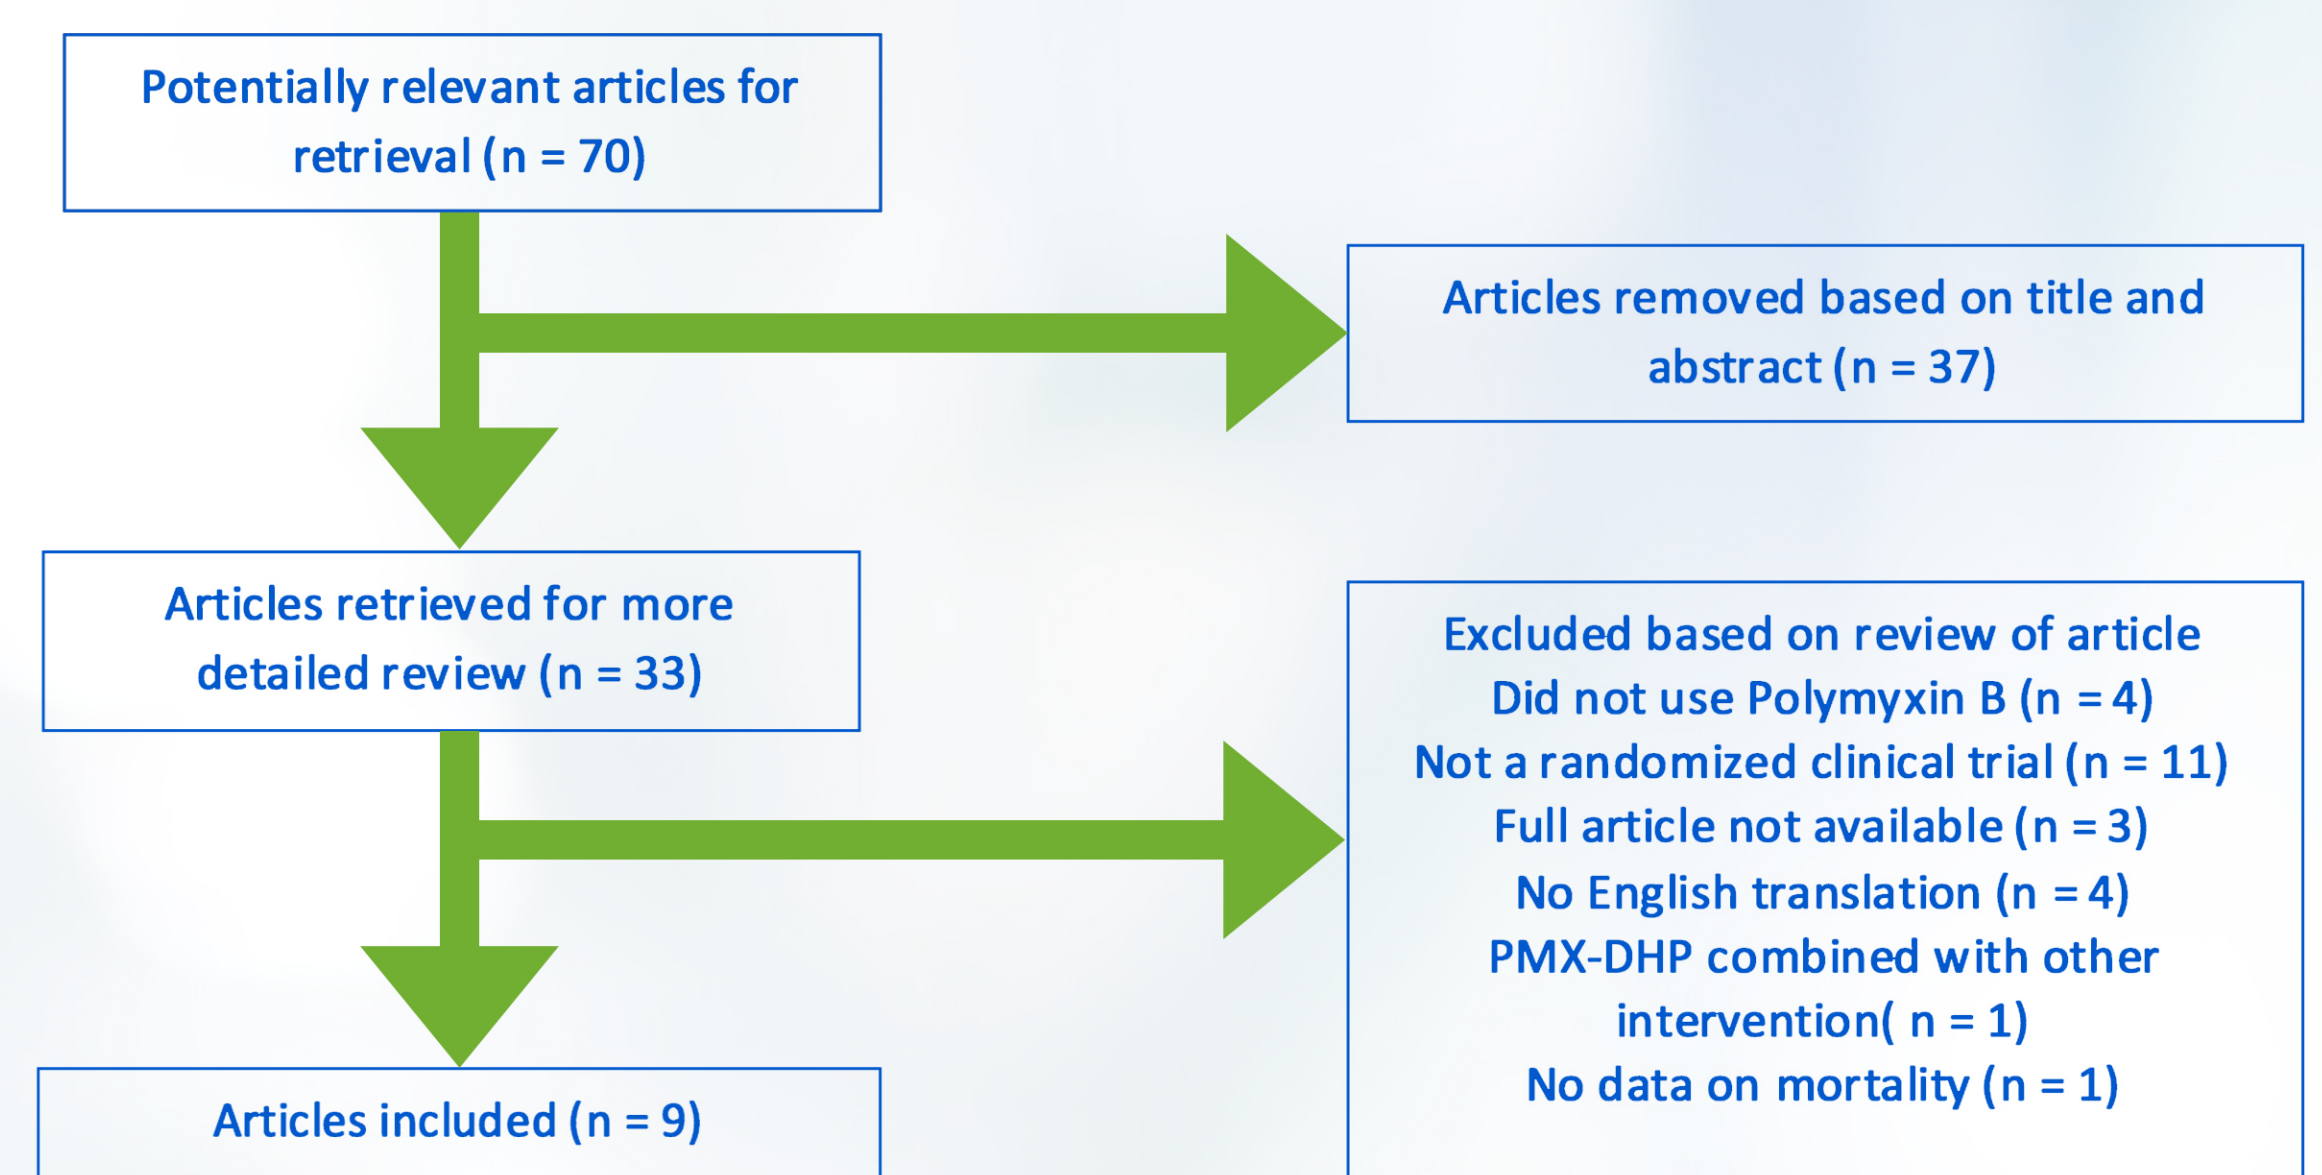 Potentially relevant articles for
retrieval (n = 70)
Articles removed based on title and
abstract (n = 37)
Articles retrieved for more
detailed review (n = 33)
Excluded based on review of article
Did not use Polymyxin B (n = 4)
Not a randomized clinical trial (n = 11)
Full article not available (n = 3)
No English translation (n = 4)
PMX-DHP combined with other
intervention( n = 1)
No data on mortality (n = 1)
Articles included (n = 9)